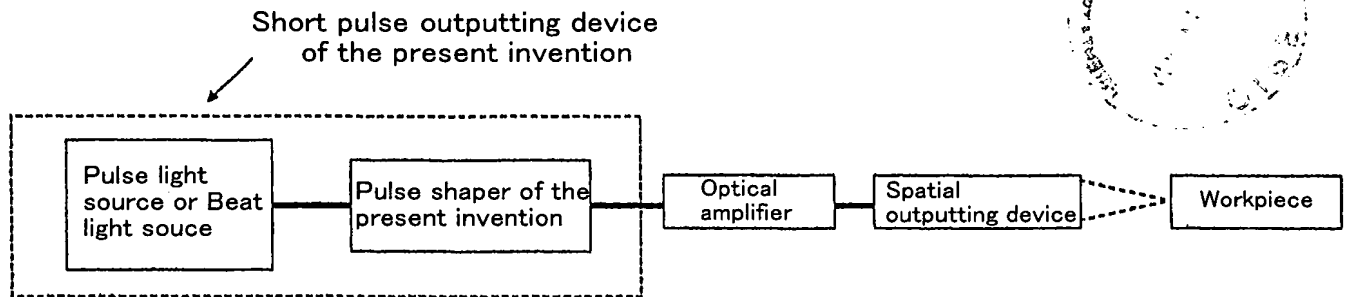 Short pulse outputting device
of the present invention
Pulse light
source or Beat
light souce
Pulse shaper of the
present invention
Optical
amplifier
Spatial
outputting device
Workpiece